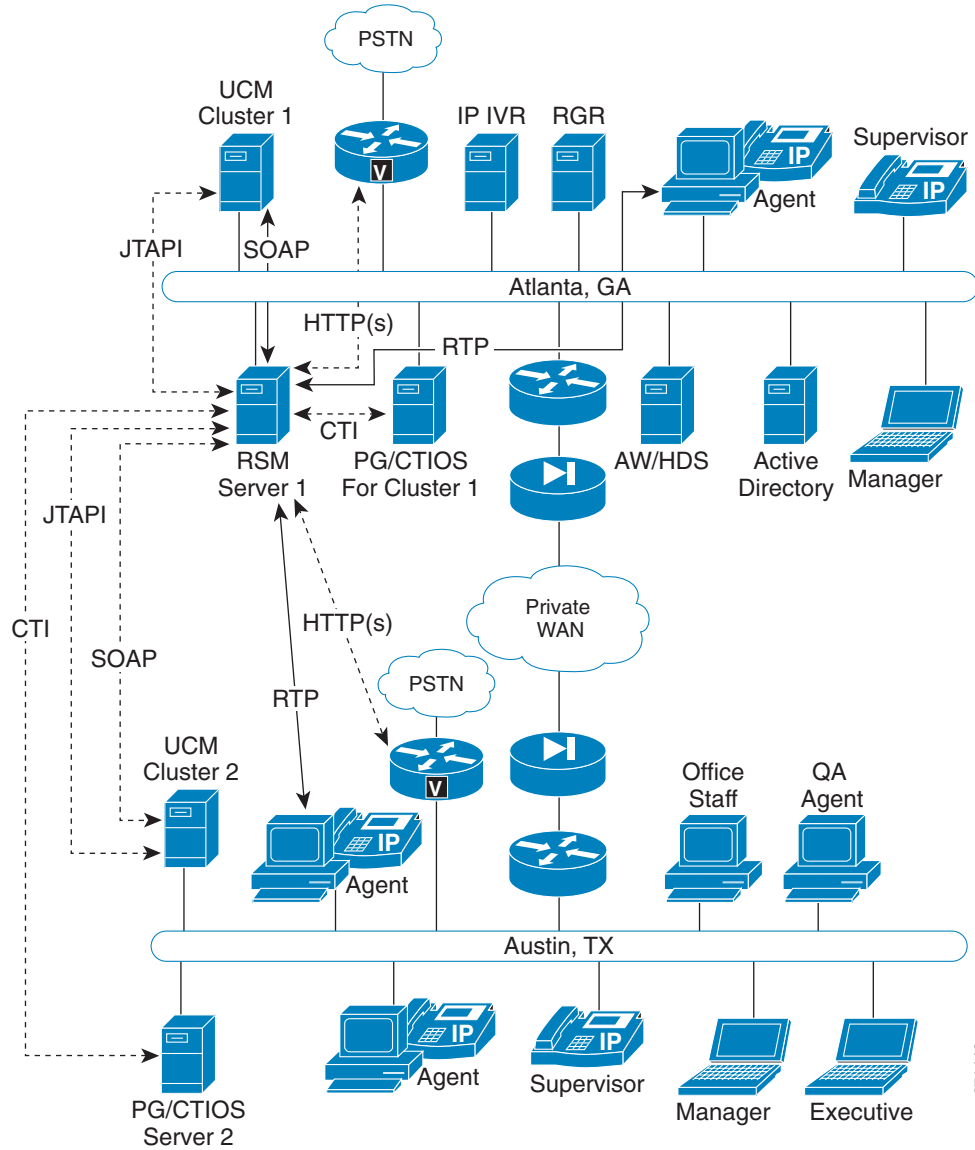 PSTN
UCM
Cluster 1
V
IP IVR
RGR
IP
Agent
Supervisor
IP
JTAPI
SOAP
Atlanta, GA
HTTP(s)
RTP
CTI
RSM
Server 1
PG/CTIOS
For Cluster 1
AW/HDS
Active
Directory
Manager
JTAPI
CTI
SOAP
HTTP(s)
RTP
Private
WAN
PSTN
V
UCM
Cluster 2
IP
Agent
Office
Staff
QA
Agent
Austin, TX
IP
Agent
IP
Supervisor
Manager
Executive
PG/CTIOS
Server 2